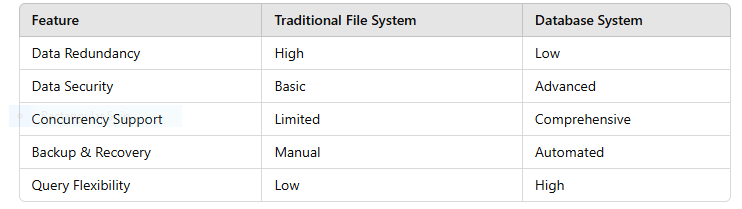 Feature Traditional File System Database System
Data Redundancy High Low
Data Security Basic Advanced
Concurrency Support Limited Comprehensive
Backup & Recovery Manual Automated
Query Flexibility Low High